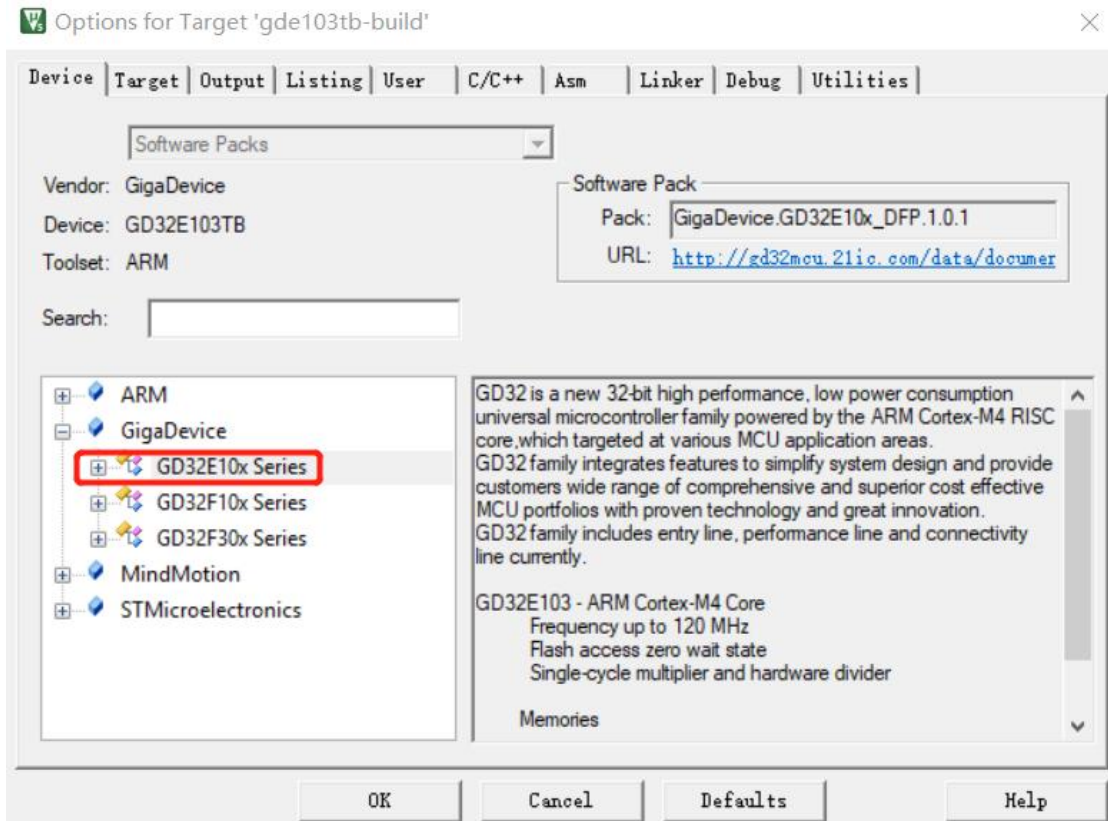 Options for Target 'gde103tb-build'
Device Target Output Listing User C/C++ Asm Linker Debug Utilities
Software Packs
Vendor: GigaDevice
Device: GD32E103TB
Toolset: ARM
Software Pack
Pack: GigaDevice.GD32E10x_DFP.1.0.1
URL: http://gd32mcu.21ic.com/data/documer
Search:
ARM
GigaDevice
GD32E10x Series
GD32F10x Series
GD32F30x Series
MindMotion
STMicroelectronics
GD32 is a new 32-bit high performance, low power consumption
universal microcontroller family powered by the ARM Cortex-M4 RISC
core,which targeted at various MCU application areas.
GD32 family integrates features to simplify system design and provide
customers wide range of comprehensive and superior cost effective
MCU portfolios with proven technology and great innovation.
GD32 family includes entry line, performance line and connectivity
line currently.
GD32E103 - ARM Cortex-M4 Core
Frequency up to 120 MHz
Flash access zero wait state
Single-cycle multiplier and hardware divider
Memories
OK Cancel Defaults Help